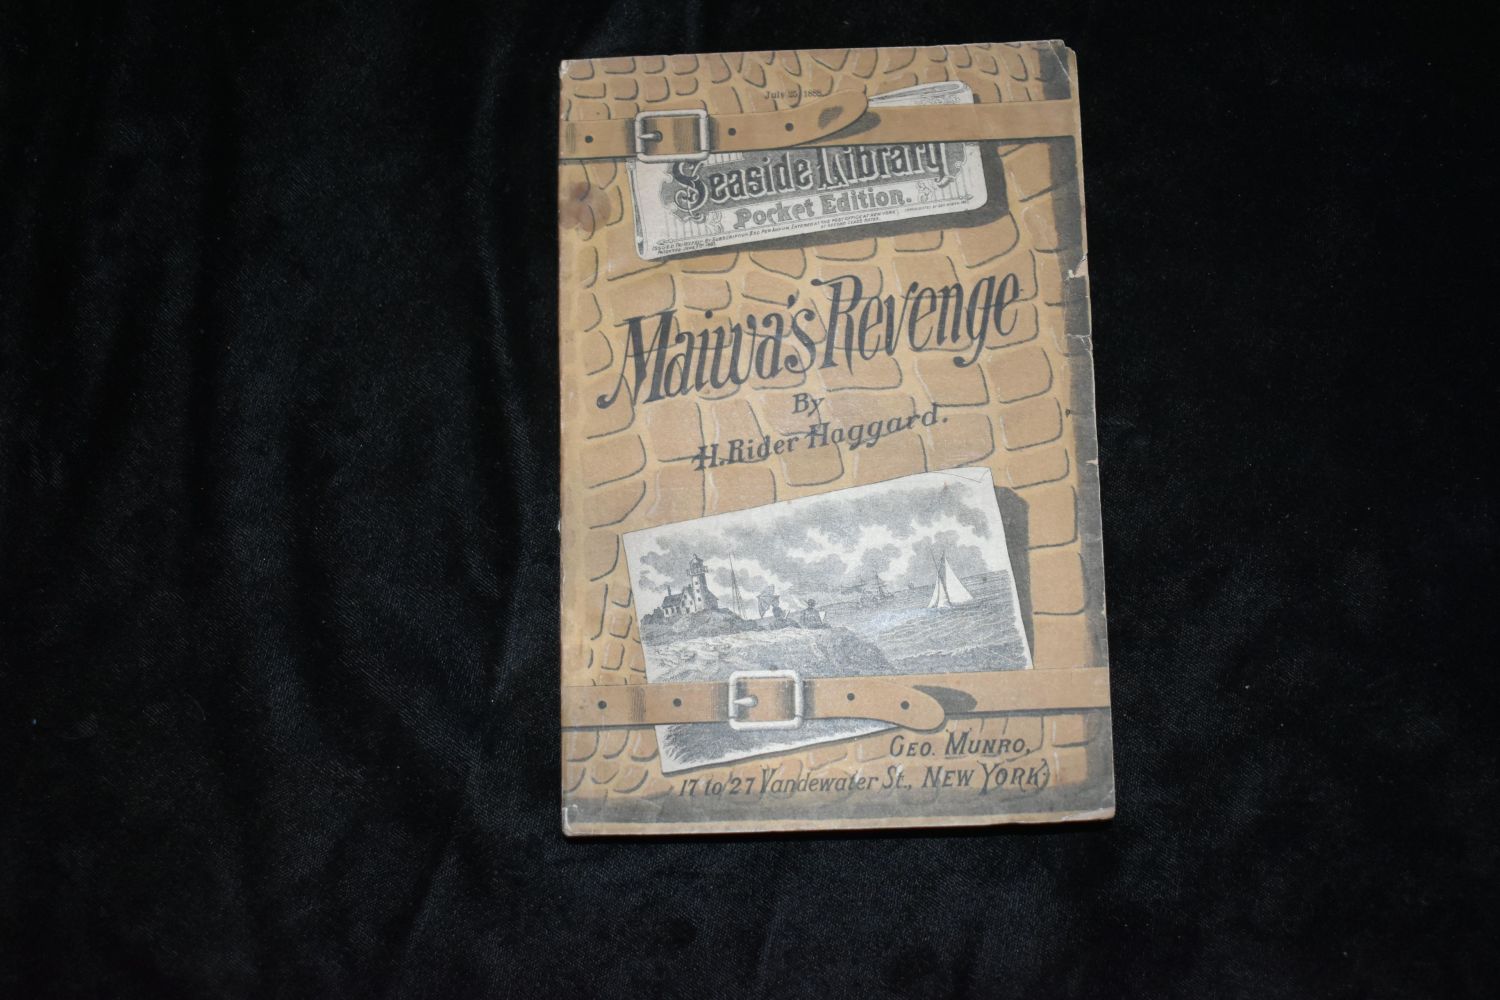 July 25, 1888.
Seaside Library
Pocket Edition.
Maiwa's Revenge
By
H. Rider Haggard.
GEO. MUNRO,
17 to 27 Vandewater St., NEW YORK